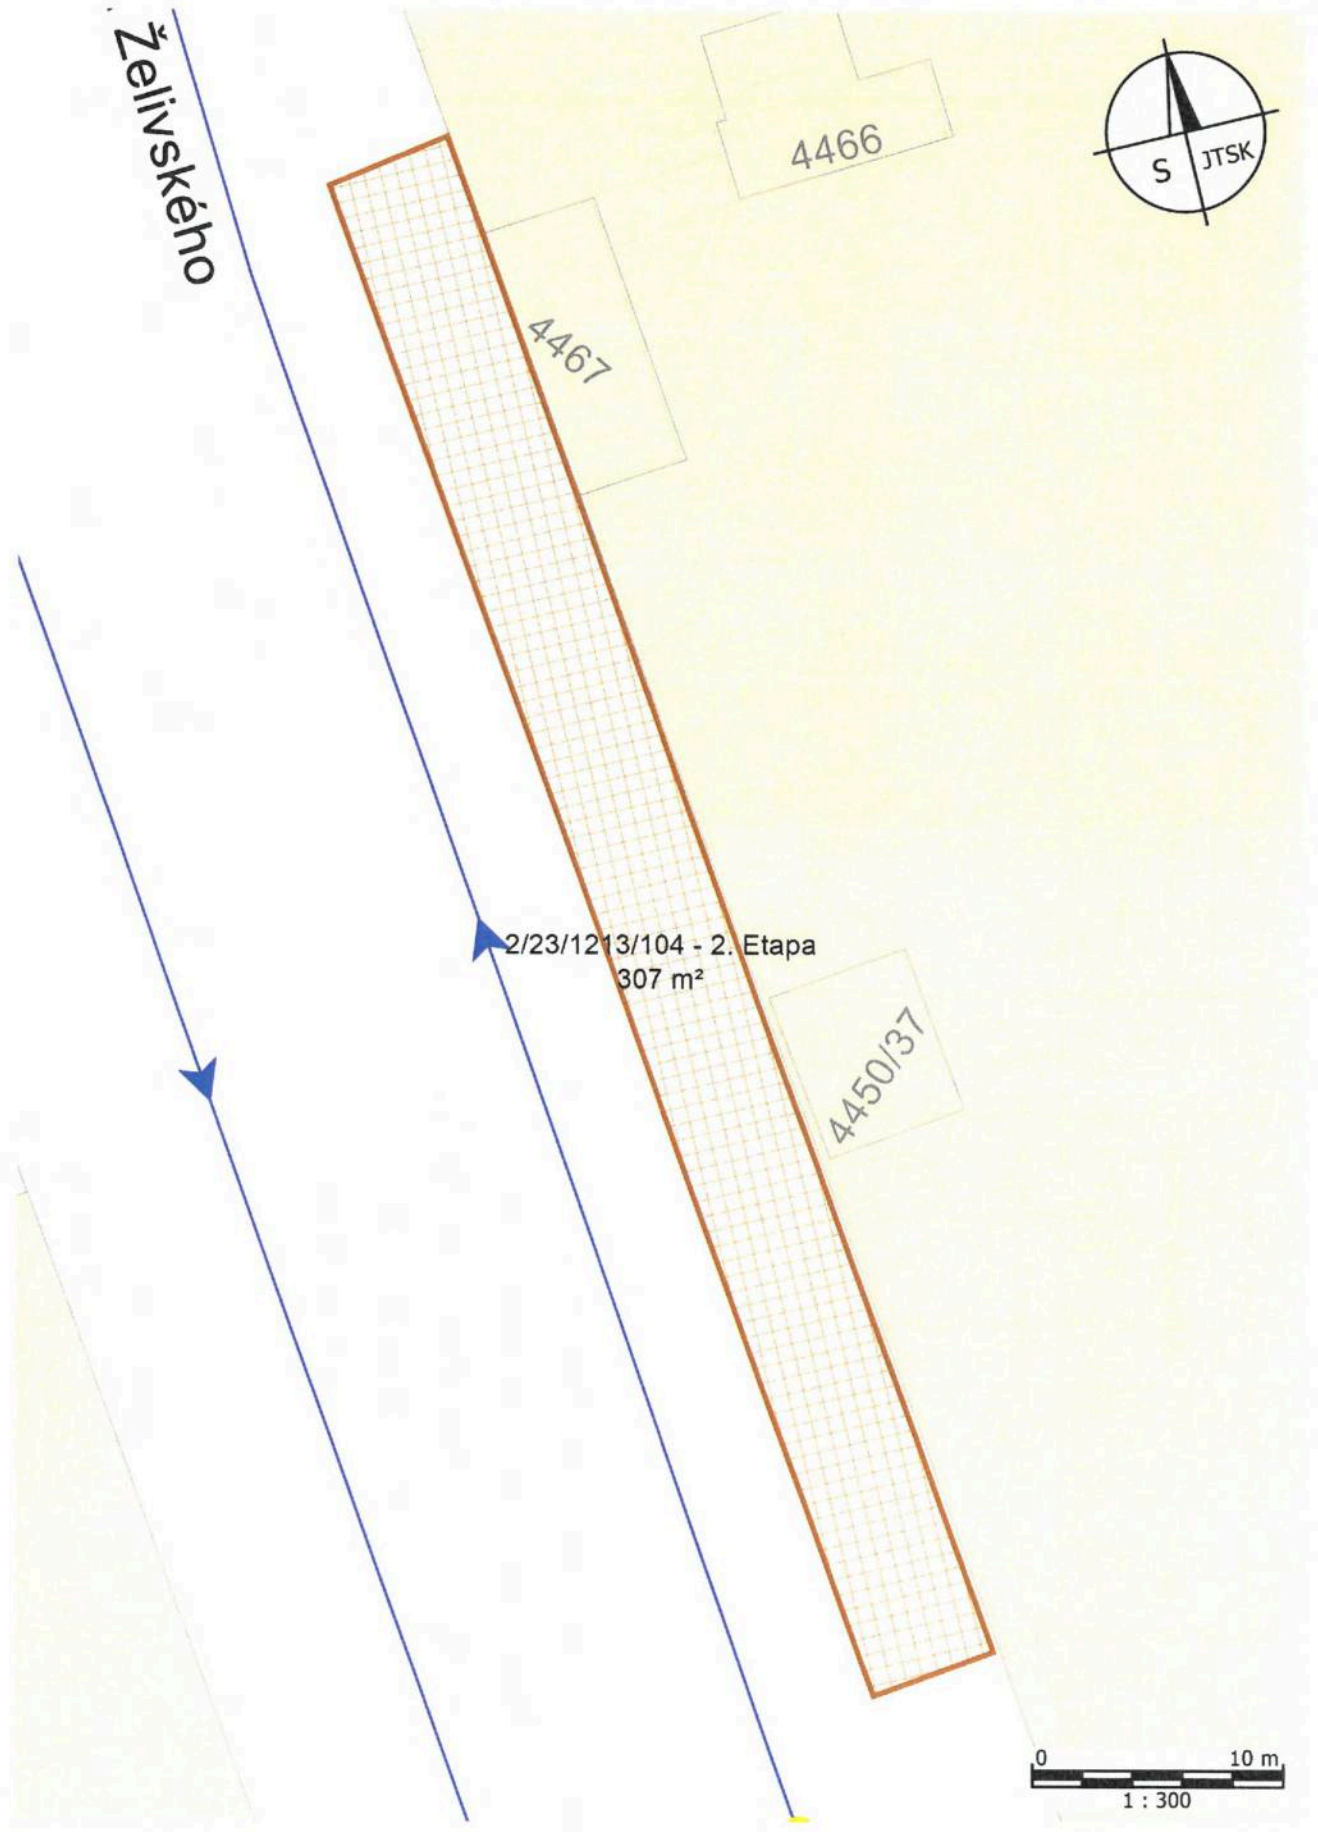 Želivského
4466
S JTSK
4467
2/23/1213/104 - 2. Etapa
307 m²
4450/37
0 10 m
1 : 300